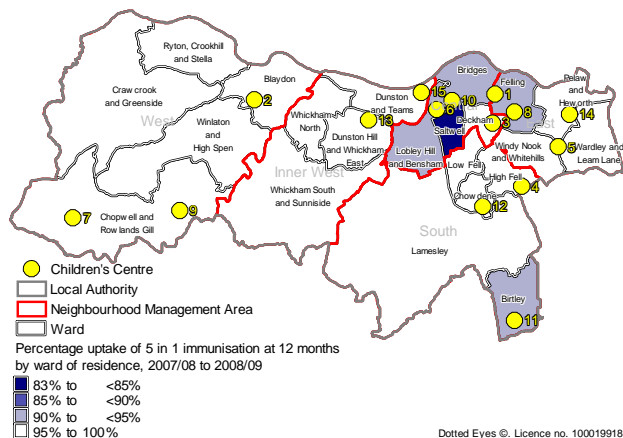 Ryton, Crookhill
and Stella
Blaydon
Craw crook
and Greenside
West
Winlaton
and High Spen
2
Whickham
North
Dunston
and Teams
13
Dunston Hill
and Whickham
East
Inner West
Whickham South
and Sunniside
7
Chopwell and
Rowlands Gill
9
Bridges
15
10
6
Saltwell
Deckham
3
Felling
1
8
East
Pelaw
and
Heworth
14
5
Wardley and
Leam Lane
Windy Nook
and Whitehills
Lobley Hill
and Bensham
Low Fell
High Fell
4
Chowdene
12
South
Lamesley
Birtley
11
Children's Centre
Local Authority
Neighbourhood Management Area
Ward
Percentage uptake of 5 in 1 immunisation at 12 months
by ward of residence, 2007/08 to 2008/09
83% to <85%
85% to <90%
90% to <95%
95% to 100%
Dotted Eyes ©. Licence no. 100019918